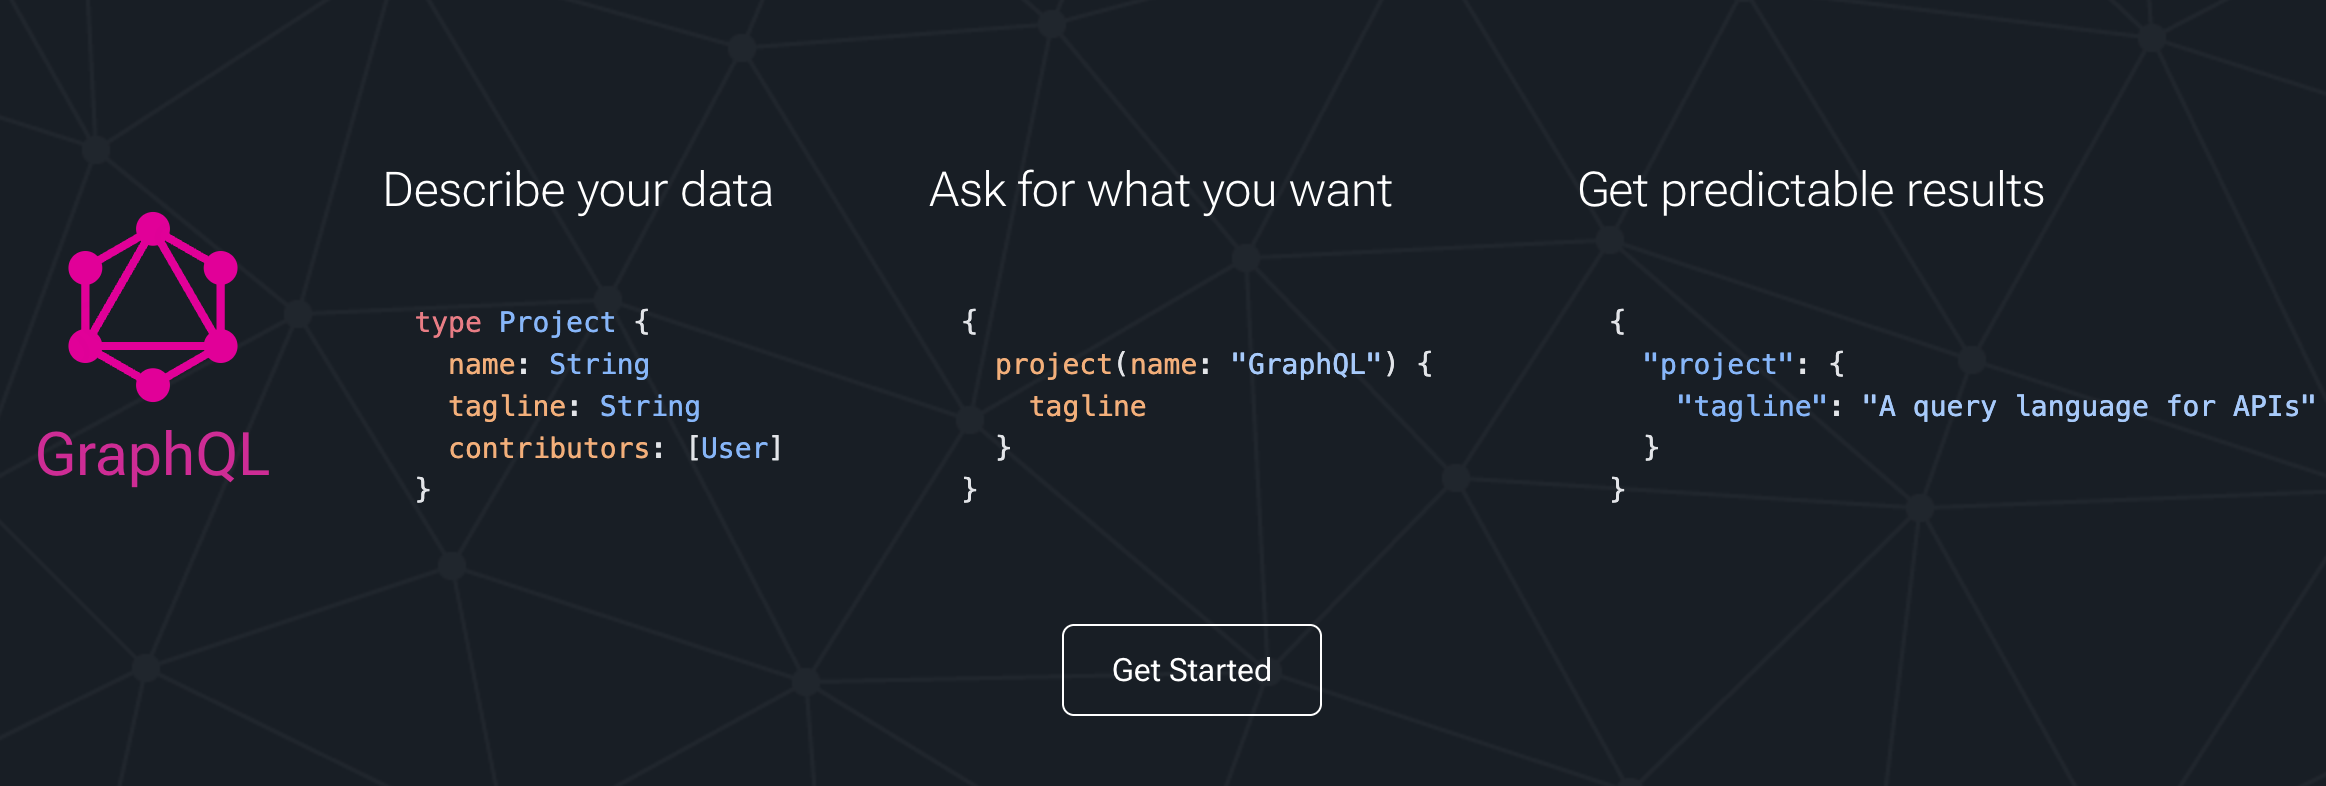 GraphQL
Describe your data
type Project {
  name: String
  tagline: String
  contributors: [User]
}
Ask for what you want
{
  project(name: "GraphQL") {
    tagline
  }
}
Get predictable results
{
  "project": {
    "tagline": "A query language for APIs"
  }
}
Get Started